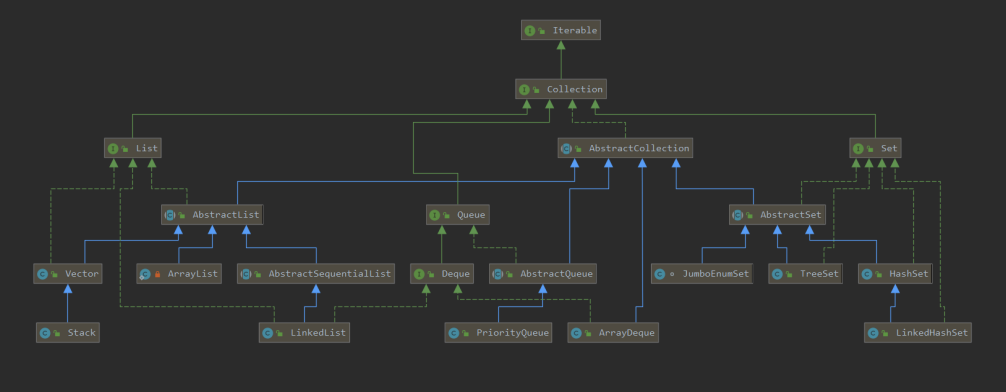 Iterable
Collection
List
AbstractCollection
Set
AbstractList
Queue
AbstractSet
Vector
ArrayList
AbstractSequentialList
Deque
AbstractQueue
JumboEnumSet
TreeSet
HashSet
Stack
LinkedList
PriorityQueue
ArrayDeque
LinkedHashSet